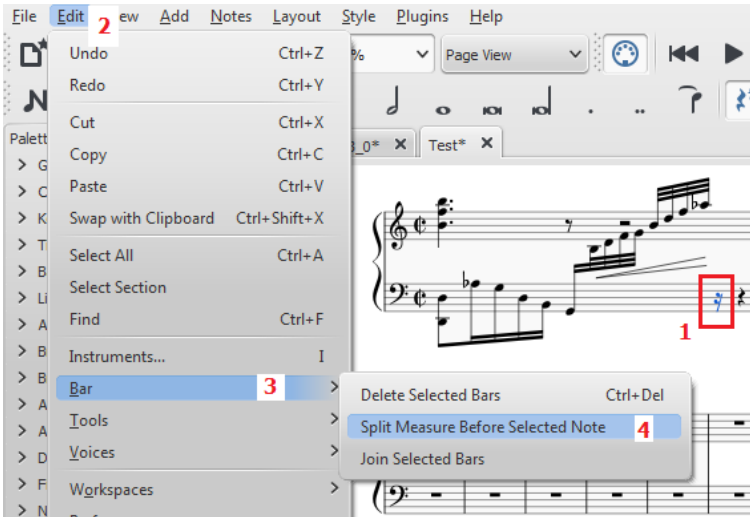 File Edit ew Add Notes Layout Style Plugins Help
2
Undo Ctrl+Z
% Page View
Redo Ctrl+Y
Cut Ctrl+X
Palett
3_0* X Test* X
Copy Ctrl+C
> G
Paste Ctrl+V
> C
Swap with Clipboard Ctrl+Shift+X
> K
> T
Select All Ctrl+A
> B
Select Section
> Li
Find Ctrl+F
> A
1
Instruments... I
> B
Bar 3 >
> B
Delete Selected Bars Ctrl+Del
> A
Tools >
Split Measure Before Selected Note 4
> A
Voices >
Join Selected Bars
> D
Workspaces >
> F
> N